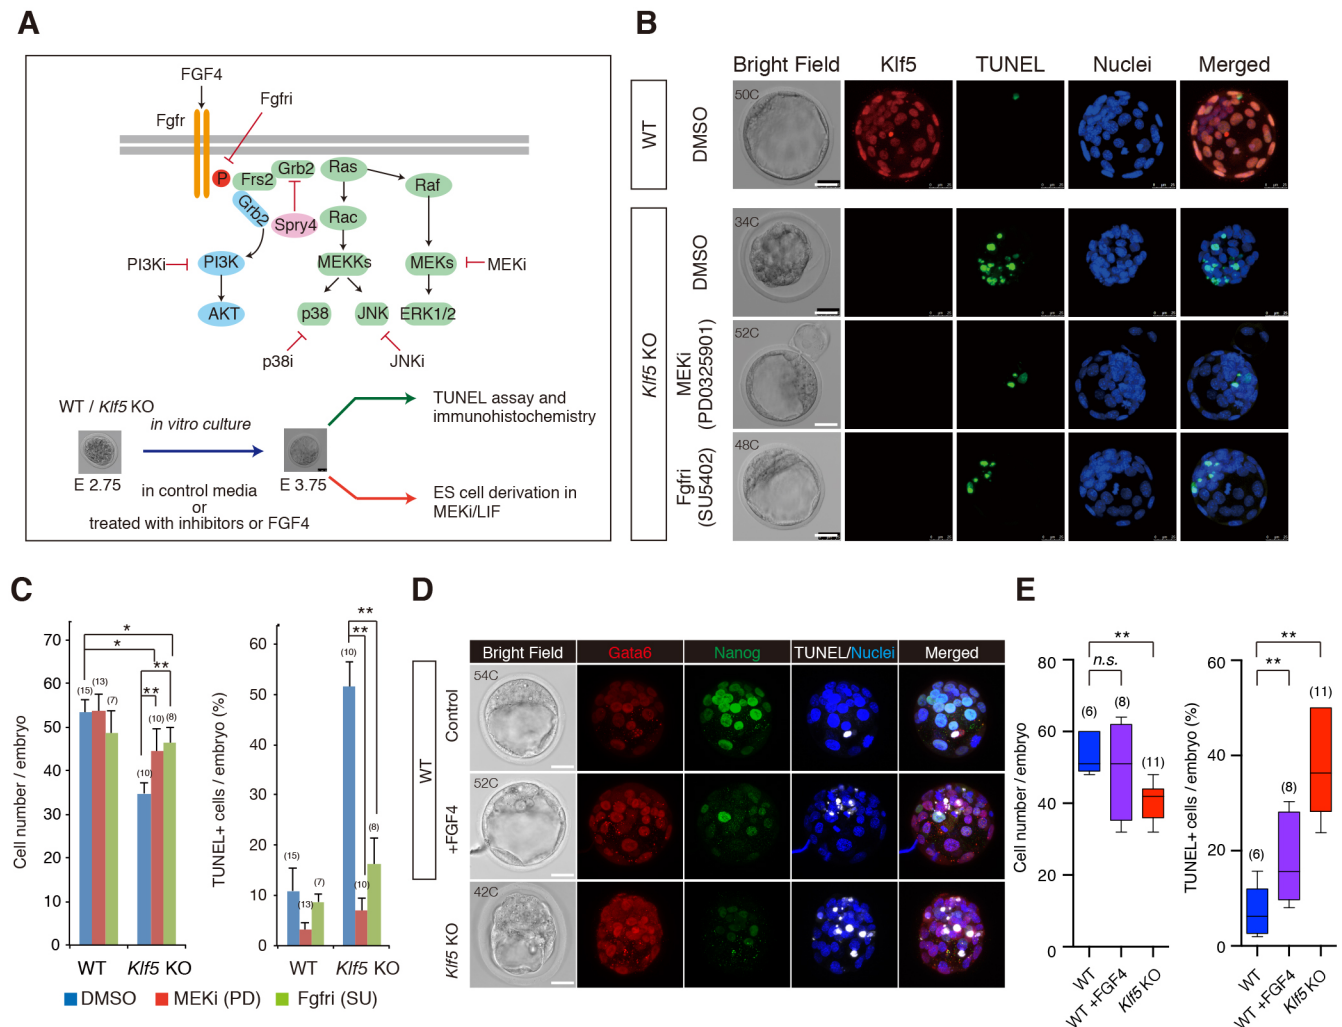 A
FGF4
Fgfri
Fgfr
P
Frs2
Grb2
Ras
Raf
Grb2
Spry4
Rac
PI3Ki
PI3K
MEKKs
MEKs
MEKi
AKT
p38
JNK
ERK1/2
p38i
JNKi
WT / Klf5 KO
in vitro culture
TUNEL assay and
immunohistochemistry
E 2.75
E 3.75
in control media
or
treated with inhibitors or FGF4
ES cell derivation in
MEKi/LIF
B
Bright Field Klf5 TUNEL Nuclei Merged
WT
DMSO
50C
Klf5 KO
DMSO
34C
MEKi
(PD0325901)
52C
Fgfri
(SU5402)
48C
C
Cell number / embryo
70
60
50
40
30
20
10
0
(15) (13) (7) (10) (10) (8)
* * ** **
WT Klf5 KO
TUNEL+ cells / embryo (%)
60
50
40
30
20
10
0
(15) (13) (7) (10) (10) (8)
** **
WT Klf5 KO
DMSO MEKi (PD) Fgfri (SU)
D
Bright Field Gata6 Nanog TUNEL/Nuclei Merged
WT
Control
54C
+FGF4
52C
Klf5 KO
42C
E
Cell number / embryo
80
60
40
20
0
** n.s.
(6) (8) (11)
WT WT +FGF4 Klf5 KO
TUNEL+ cells / embryo (%)
60
40
20
0
** **
(6) (8) (11)
WT WT +FGF4 Klf5 KO